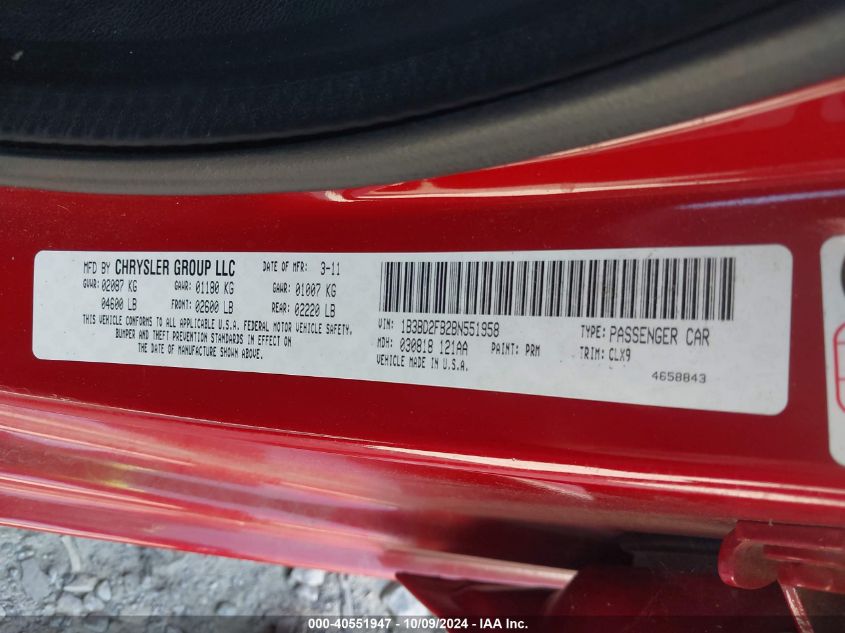 MFD BY CHRYSLER GROUP LLC DATE OF MFR: 3-11
GVWR: 02087 KG GAWR: 01180 KG GAWR: 01007 KG
04600 LB FRONT: 02600 LB REAR: 02220 LB
THIS VEHICLE CONFORMS TO ALL APPLICABLE U.S.A. FEDERAL MOTOR VEHICLE SAFETY,
BUMPER AND THEFT PREVENTION STANDARDS IN EFFECT ON
THE DATE OF MANUFACTURE SHOWN ABOVE.
VIN: 1B3BD2FB2BN551958 TYPE: PASSENGER CAR
MDH: 030818 121AA PAINT: PRM TRIM: CLX9
VEHICLE MADE IN U.S.A. 4658843
000-40551947 - 10/09/2024 - IAA Inc.